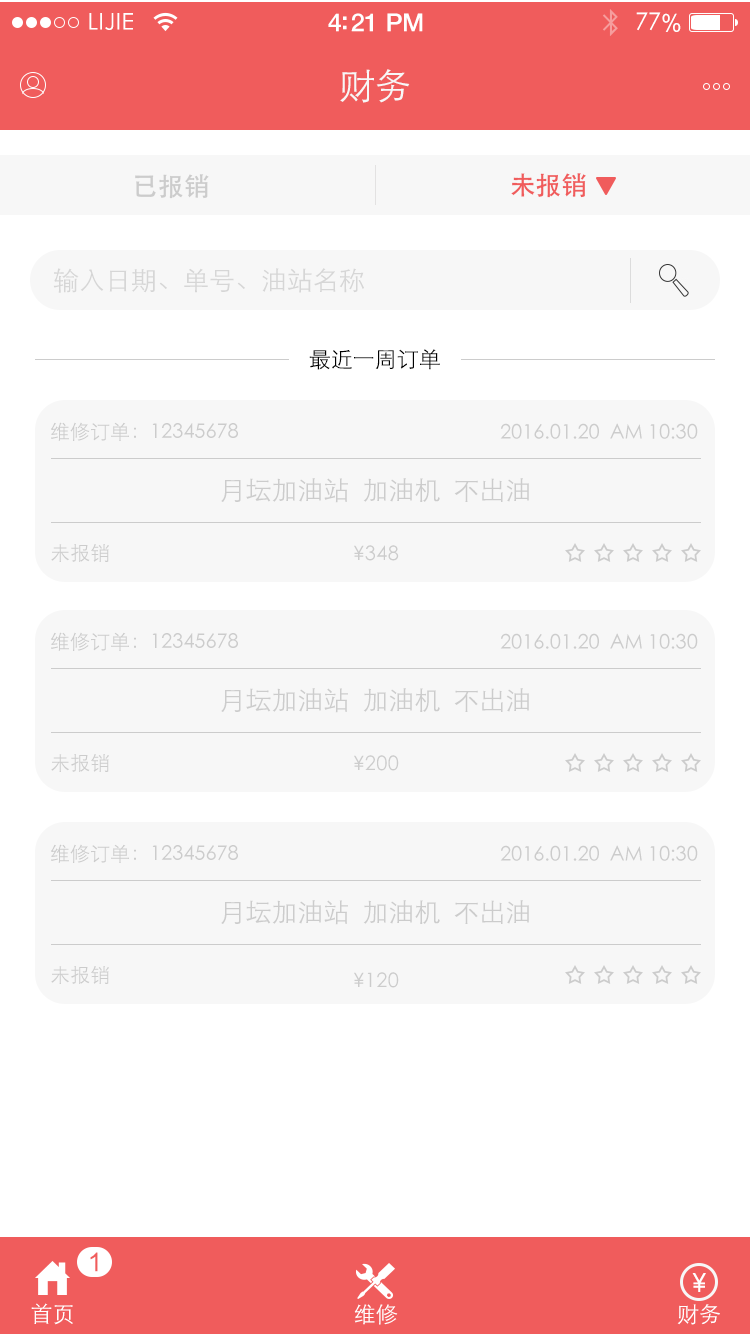 LIJIE 4:21 PM 77%
财务
已报销 未报销
输入日期、单号、油站名称
最近一周订单
维修订单：12345678 2016.01.20 AM 10:30
月坛加油站 加油机 不出油
未报销 ¥348
维修订单：12345678 2016.01.20 AM 10:30
月坛加油站 加油机 不出油
未报销 ¥200
维修订单：12345678 2016.01.20 AM 10:30
月坛加油站 加油机 不出油
未报销 ¥120
1 ¥
首页 维修 财务